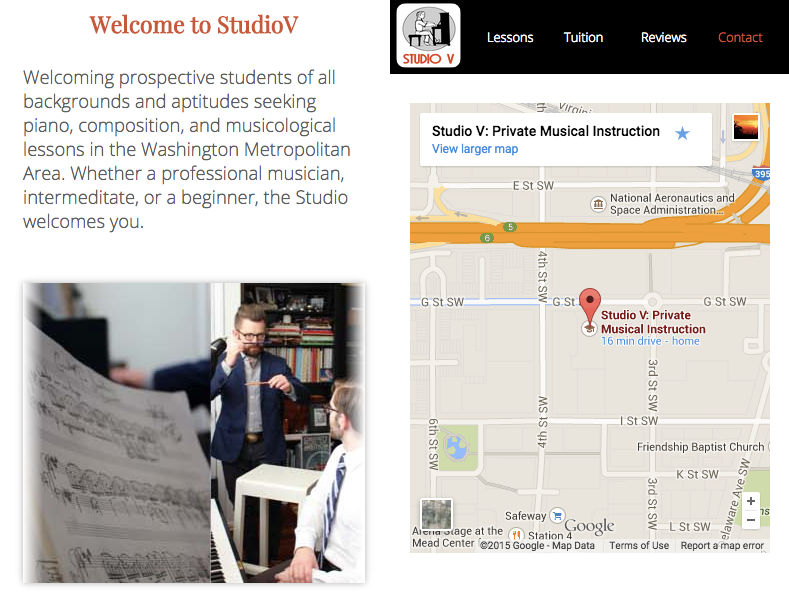 Welcome to StudioV
Welcoming prospective students of all
backgrounds and aptitudes seeking
piano, composition, and musicological
lessons in the Washington Metropolitan
Area. Whether a professional musician,
intermeditate, or a beginner, the Studio
welcomes you.
STUDIO V
Lessons Tuition Reviews Contact
Virginia
Studio V: Private Musical Instruction
View larger map
395
E St SW
National Aeronautics and
Space Administration...
5
6
4th St SW
G St SW G St G St SW
Studio V: Private
Musical Instruction
16 min drive - home
3rd St SW
I St SW
6th St SW
4th St SW
Friendship Baptist Church
K St SW
3rd St SW
elaware Ave SW
Safeway
Google
L St SW
Arena Stage at the
Mead Center
Station 4
+
−
©2015 Google - Map Data Terms of Use Report a map error